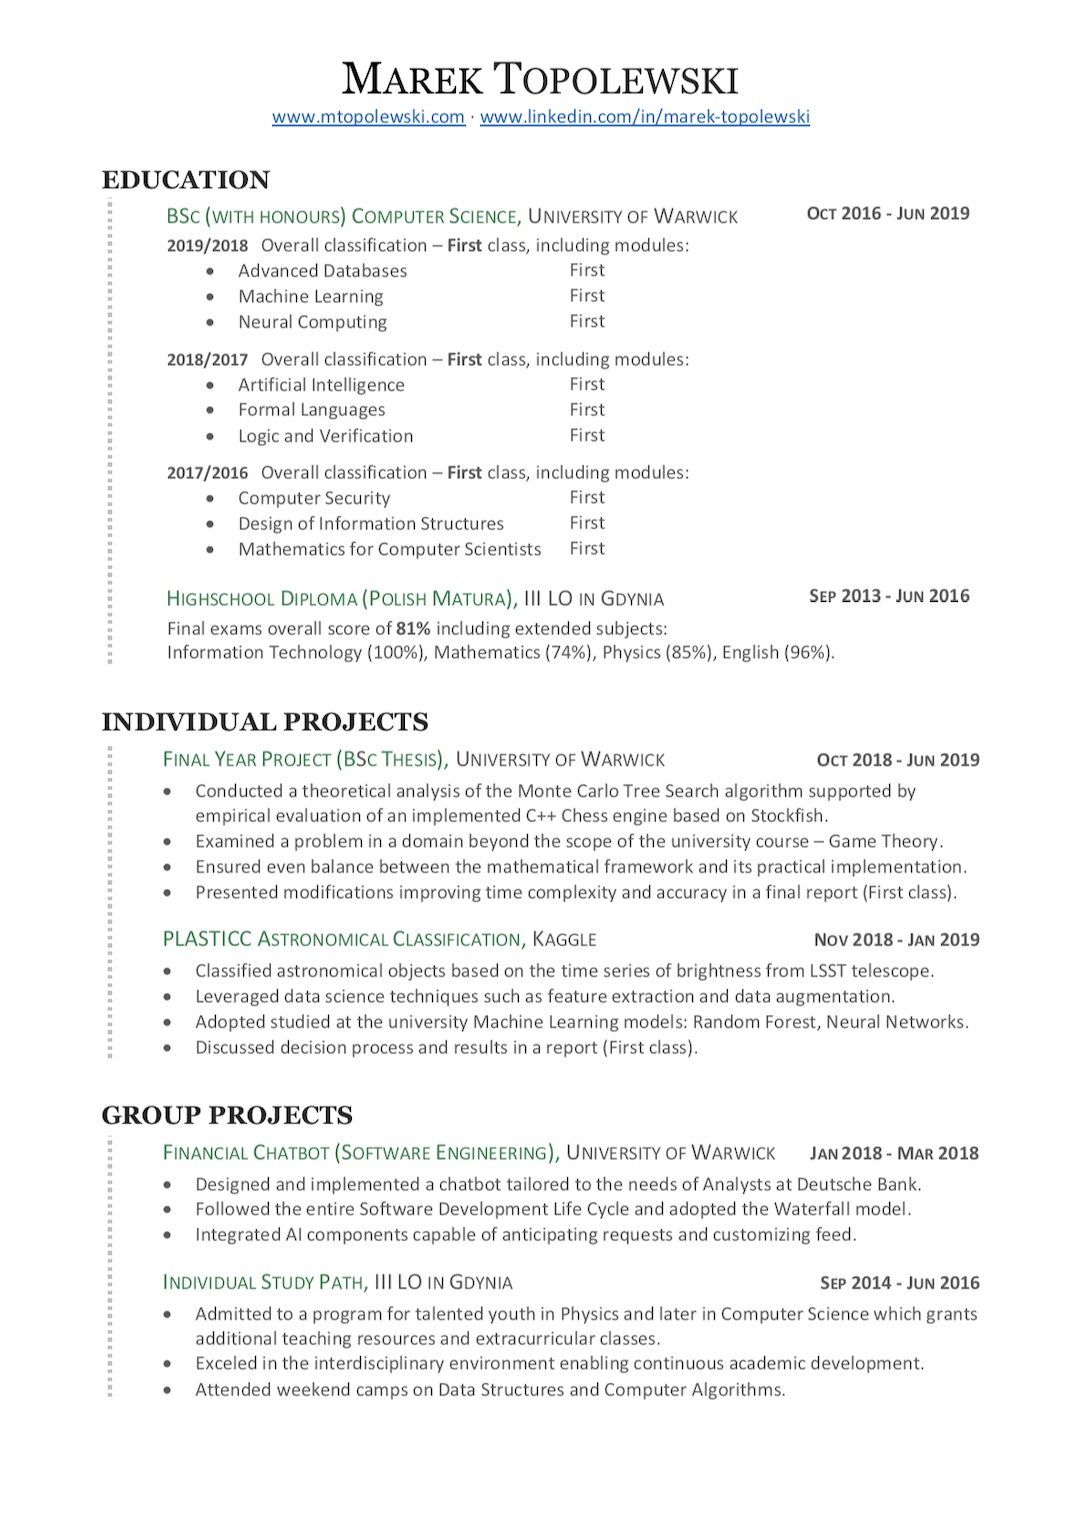 MAREK TOPOLEWSKI
www.mtopolewski.com · www.linkedin.com/in/marek-topolewski
EDUCATION
BSC (WITH HONOURS) COMPUTER SCIENCE, UNIVERSITY OF WARWICK OCT 2016 - JUN 2019
2019/2018 Overall classification – First class, including modules:
• Advanced Databases First
• Machine Learning First
• Neural Computing First
2018/2017 Overall classification – First class, including modules:
• Artificial Intelligence First
• Formal Languages First
• Logic and Verification First
2017/2016 Overall classification – First class, including modules:
• Computer Security First
• Design of Information Structures First
• Mathematics for Computer Scientists First
HIGHSCHOOL DIPLOMA (POLISH MATURA), III LO IN GDYNIA SEP 2013 - JUN 2016
Final exams overall score of 81% including extended subjects:
Information Technology (100%), Mathematics (74%), Physics (85%), English (96%).
INDIVIDUAL PROJECTS
FINAL YEAR PROJECT (BSC THESIS), UNIVERSITY OF WARWICK OCT 2018 - JUN 2019
• Conducted a theoretical analysis of the Monte Carlo Tree Search algorithm supported by
empirical evaluation of an implemented C++ Chess engine based on Stockfish.
• Examined a problem in a domain beyond the scope of the university course – Game Theory.
• Ensured even balance between the mathematical framework and its practical implementation.
• Presented modifications improving time complexity and accuracy in a final report (First class).
PLASTICC ASTRONOMICAL CLASSIFICATION, KAGGLE NOV 2018 - JAN 2019
• Classified astronomical objects based on the time series of brightness from LSST telescope.
• Leveraged data science techniques such as feature extraction and data augmentation.
• Adopted studied at the university Machine Learning models: Random Forest, Neural Networks.
• Discussed decision process and results in a report (First class).
GROUP PROJECTS
FINANCIAL CHATBOT (SOFTWARE ENGINEERING), UNIVERSITY OF WARWICK JAN 2018 - MAR 2018
• Designed and implemented a chatbot tailored to the needs of Analysts at Deutsche Bank.
• Followed the entire Software Development Life Cycle and adopted the Waterfall model.
• Integrated AI components capable of anticipating requests and customizing feed.
INDIVIDUAL STUDY PATH, III LO IN GDYNIA SEP 2014 - JUN 2016
• Admitted to a program for talented youth in Physics and later in Computer Science which grants
additional teaching resources and extracurricular classes.
• Exceled in the interdisciplinary environment enabling continuous academic development.
• Attended weekend camps on Data Structures and Computer Algorithms.